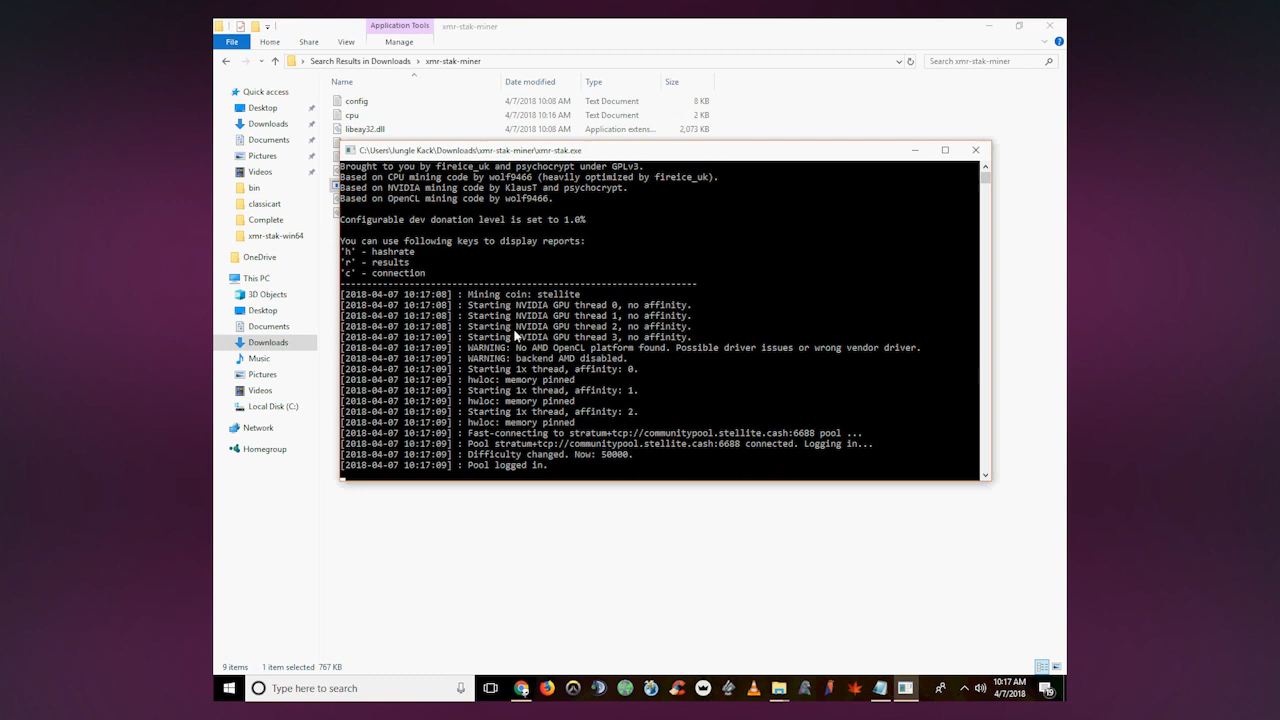 Application Tools
xmr-stak-miner
File
Home
Share
View
Manage
Search Results in Downloads
xmr-stak-miner
Search xmr-stak-miner
Name
Date modified
Type
Size
Quick access
Desktop
Downloads
Documents
Pictures
Videos
bin
classicart
Complete
xmr-stak-win64
OneDrive
This PC
3D Objects
Desktop
Documents
Downloads
Music
Pictures
Videos
Local Disk (C:)
Network
Homegroup
config 4/7/2018 10:08 AM Text Document 8 KB
cpu 4/7/2018 10:16 AM Text Document 2 KB
libeay32.dll 4/7/2018 10:08 AM Application extens... 2,073 KB
C:\Users\Jungle Kack\Downloads\xmr-stak-miner\xmr-stak.exe
Brought to you by fireice_uk and psychocrypt under GPLv3.
Based on CPU mining code by wolf9466 (heavily optimized by fireice_uk).
Based on NVIDIA mining code by KlausT and psychocrypt.
Based on OpenCL mining code by wolf9466.
Configurable dev donation level is set to 1.0%
You can use following keys to display reports:
'h' - hashrate
'r' - results
'c' - connection
-------------------------------------------------------------------
[2018-04-07 10:17:08] : Mining coin: stellite
[2018-04-07 10:17:08] : Starting NVIDIA GPU thread 0, no affinity.
[2018-04-07 10:17:08] : Starting NVIDIA GPU thread 1, no affinity.
[2018-04-07 10:17:08] : Starting NVIDIA GPU thread 2, no affinity.
[2018-04-07 10:17:08] : Starting NVIDIA GPU thread 3, no affinity.
[2018-04-07 10:17:09] : WARNING: No AMD OpenCL platform found. Possible driver issues or wrong vendor driver.
[2018-04-07 10:17:09] : WARNING: backend AMD disabled.
[2018-04-07 10:17:09] : Starting 1x thread, affinity: 0.
[2018-04-07 10:17:09] : hwloc: memory pinned
[2018-04-07 10:17:09] : Starting 1x thread, affinity: 1.
[2018-04-07 10:17:09] : hwloc: memory pinned
[2018-04-07 10:17:09] : Starting 1x thread, affinity: 2.
[2018-04-07 10:17:09] : hwloc: memory pinned
[2018-04-07 10:17:09] : Fast-connecting to stratum+tcp://communitypool.stellite.cash:6688 pool ...
[2018-04-07 10:17:09] : Pool stratum+tcp://communitypool.stellite.cash:6688 connected. Logging in...
[2018-04-07 10:17:09] : Difficulty changed. Now: 50000.
[2018-04-07 10:17:09] : Pool logged in.
9 items
1 item selected 767 KB
Type here to search
10:17 AM
4/7/2018
19